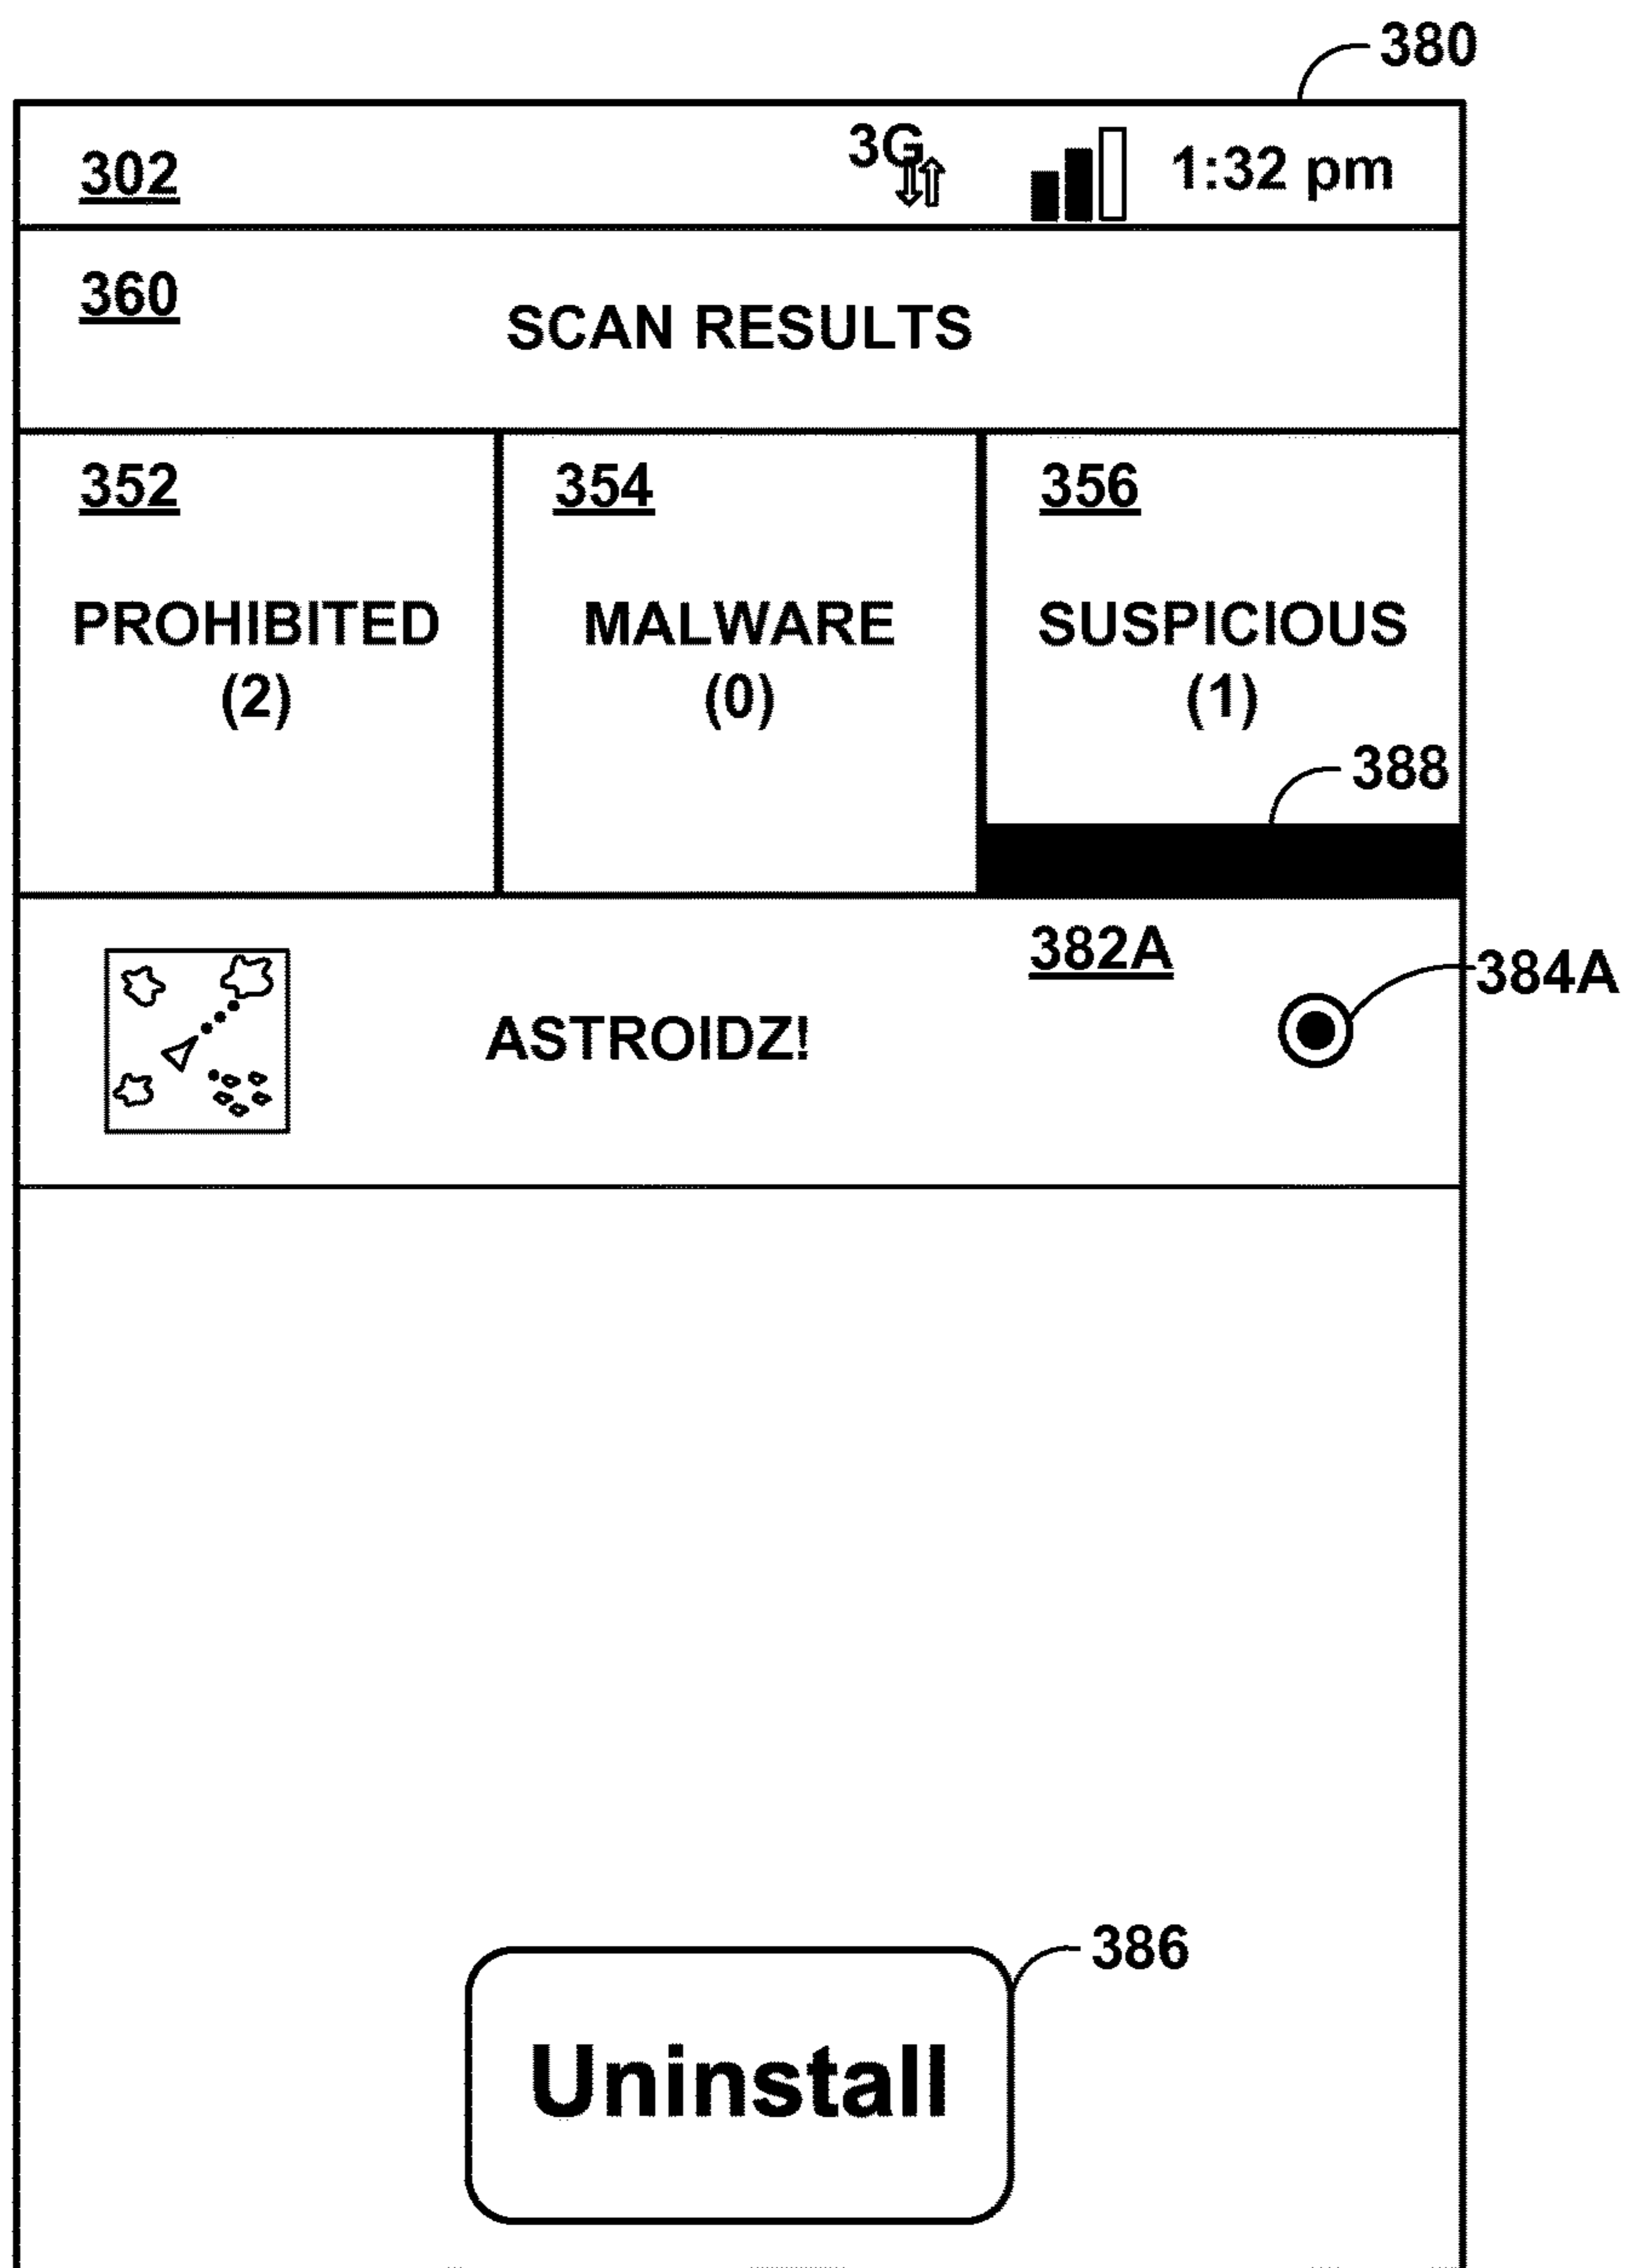 380
302 3G 1:32 pm
360
SCAN RESULTS
352 354 356
PROHIBITED MALWARE SUSPICIOUS
(2) (0) (1)
388
382A
384A
ASTROIDZ!
386
Uninstall